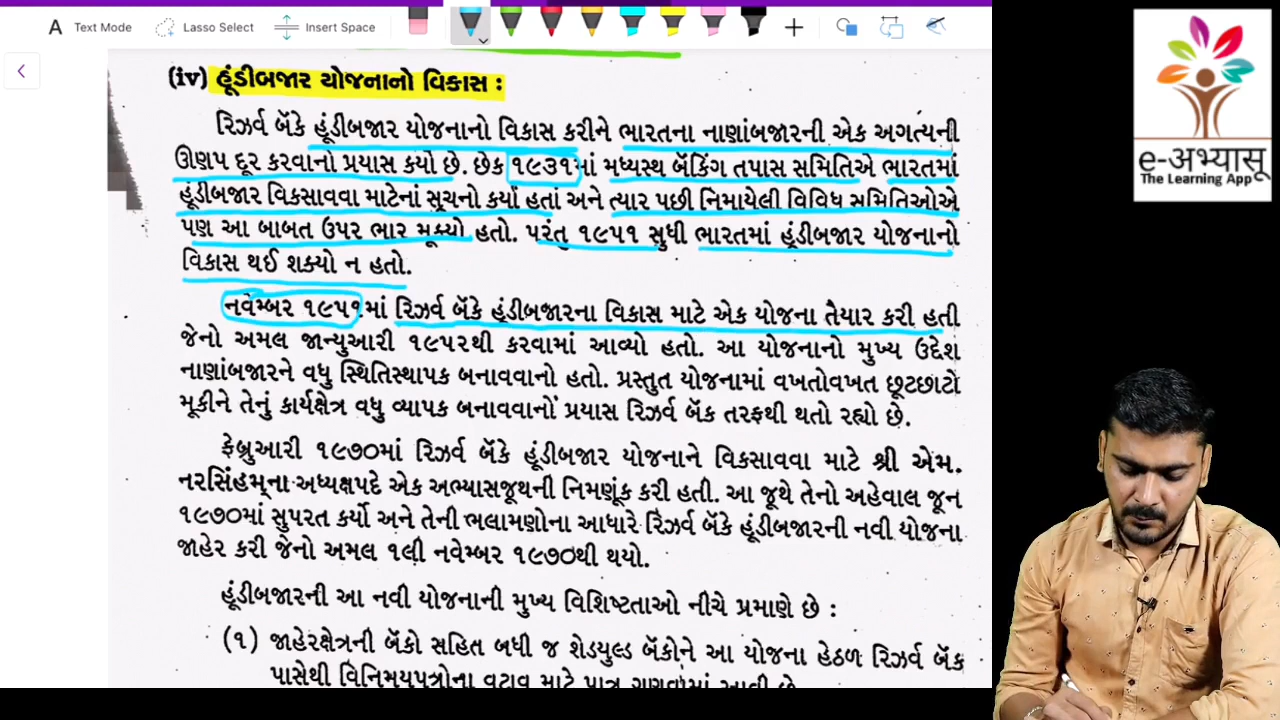 Text Mode
Lasso Select
Insert Space
e-अभ्यासू
The Learning App
(iv) હૂંડીબજાર યોજનાનો વિકાસ :
રિઝર્વ બૅંકે હૂંડીબજાર યોજનાનો વિકાસ કરીને ભારતના નાણાંબજારની એક અગત્યની
ઊણપ દૂર કરવાનો પ્રયાસ કર્યો છે. છેક ૧૯૩૧માં મધ્યસ્થ બૅંકિંગ તપાસ સમિતિએ ભારતમાં
હૂંડીબજાર વિકસાવવા માટેનાં સૂચનો કર્યાં હતાં અને ત્યાર પછી નિમાયેલી વિવિધ સમિતિઓએ
પણ આ બાબત ઉપર ભાર મૂક્યો હતો. પરંતુ ૧૯૫૧ સુધી ભારતમાં હૂંડીબજાર યોજનાનો
વિકાસ થઈ શક્યો ન હતો.
નવેમ્બર ૧૯૫૧માં રિઝર્વ બૅંકે હૂંડીબજારના વિકાસ માટે એક યોજના તૈયાર કરી હતી
જેનો અમલ જાન્યુઆરી ૧૯૫૨થી કરવામાં આવ્યો હતો. આ યોજનાનો મુખ્ય ઉદ્દેશ
નાણાંબજારને વધુ સ્થિતિસ્થાપક બનાવવાનો હતો. પ્રસ્તુત યોજનામાં વખતોવખત છૂટછાટો
મૂકીને તેનું કાર્યક્ષેત્ર વધુ વ્યાપક બનાવવાનો પ્રયાસ રિઝર્વ બૅંક તરફથી થતો રહ્યો છે.
ફેબ્રુઆરી ૧૯૭૦માં રિઝર્વ બૅંકે હૂંડીબજાર યોજનાને વિકસાવવા માટે શ્રી એમ.
નરસિંહમ્‌ના અધ્યક્ષપદે એક અભ્યાસજૂથની નિમણૂંક કરી હતી. આ જૂથે તેનો અહેવાલ જૂન
૧૯૭૦માં સુપરત કર્યો અને તેની ભલામણોના આધારે રિઝર્વ બૅંકે હૂંડીબજારની નવી યોજના
જાહેર કરી જેનો અમલ ૧લી નવેમ્બર ૧૯૭૦થી થયો.
હૂંડીબજારની આ નવી યોજનાની મુખ્ય વિશિષ્ટતાઓ નીચે પ્રમાણે છે :
(૧) જાહેરક્ષેત્રની બૅંકો સહિત બધી જ શેડયુલ્ડ બૅંકોને આ યોજના હેઠળ રિઝર્વ બૅંક
પાસેથી વિનિમયપત્રોના વટાવ માટે પાત્ર ગણવામાં આવી છે